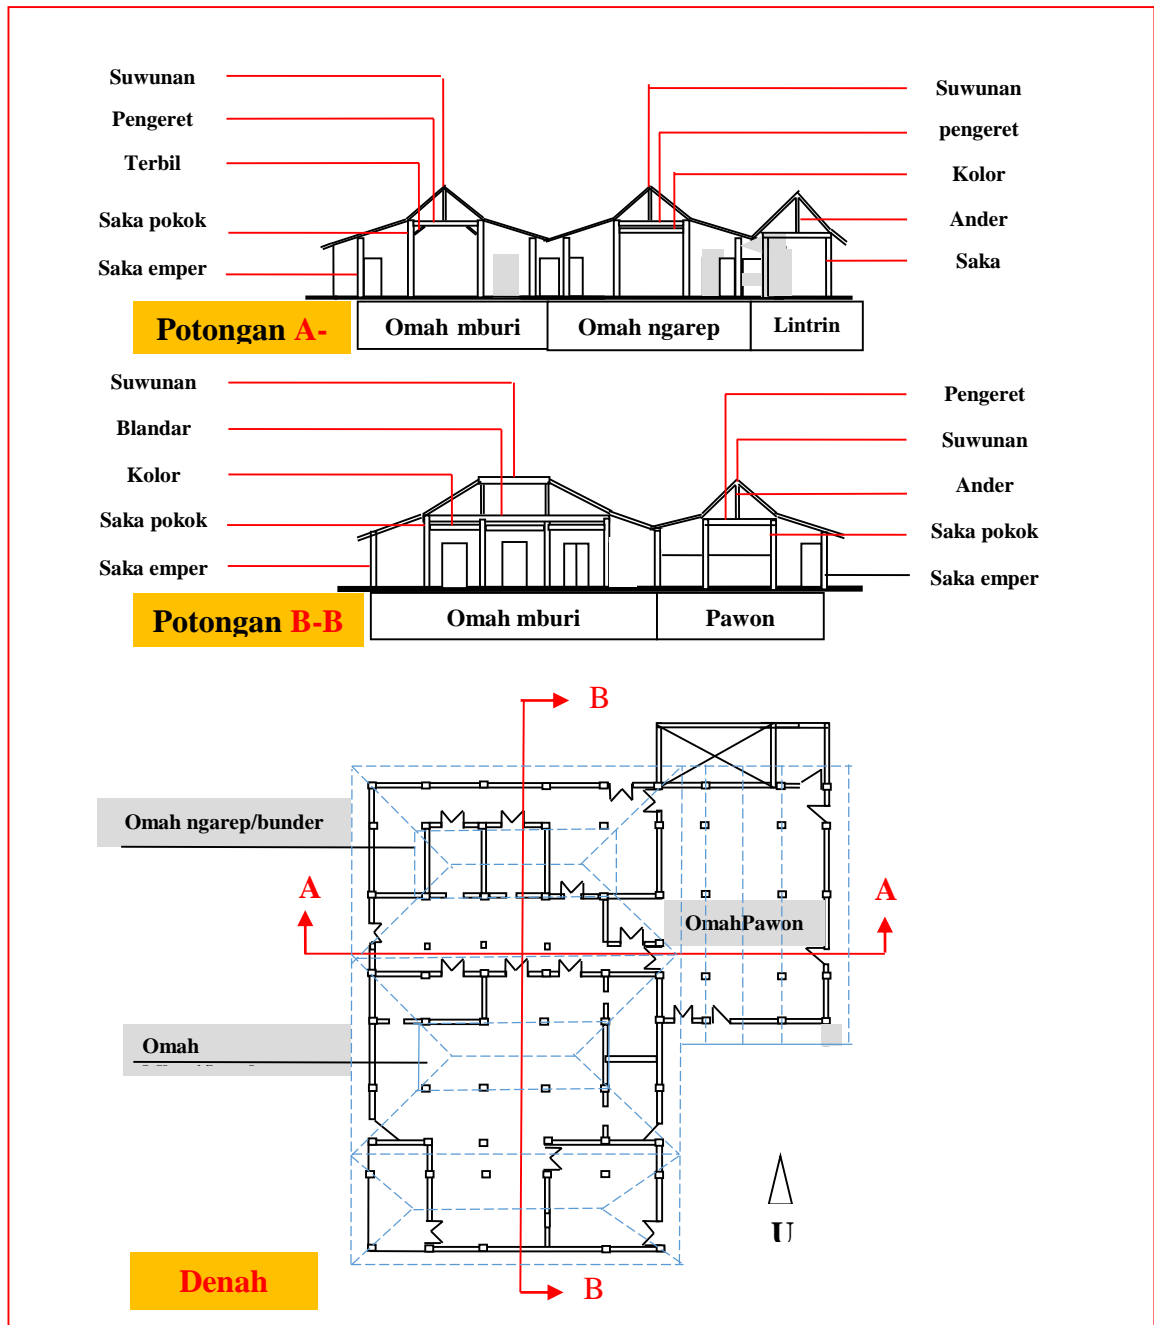 Suwunan
Pengeret
Terbil
Saka pokok
Saka emper
Suwunan
pengeret
Kolor
Ander
Saka
Potongan A-
Omah mburi
Omah ngarep
Lintrin
Suwunan
Blandar
Kolor
Saka pokok
Saka emper
Pengeret
Suwunan
Ander
Saka pokok
Saka emper
Potongan B-B
Omah mburi
Pawon
B
Omah ngarep/bunder
A
A
OmahPawon
Omah
U
Denah
B